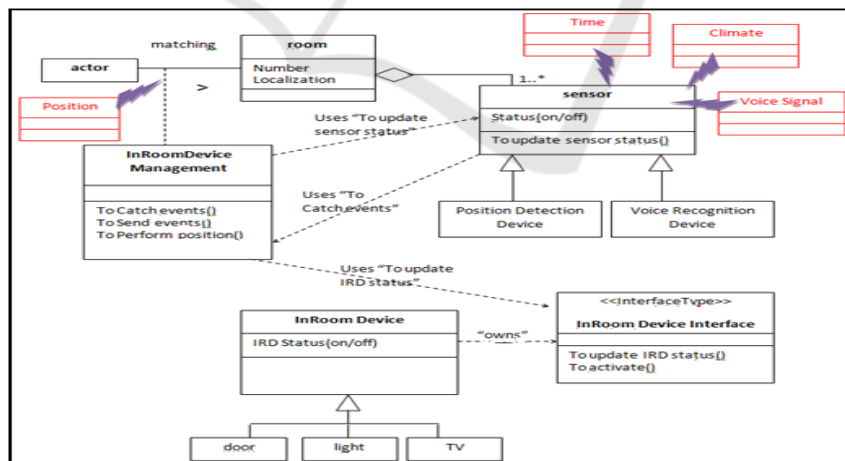 Time
Climate
matching
room
actor
Number
Localization
>
1..*
sensor
Position
Voice Signal
Status(on/off)
Uses “To update
sensor status”
To update sensor status()
InRoomDevice
Management
Uses “To
Catch events”
To Catch events()
To Send events()
To Perform position()
Position Detection
Device
Voice Recognition
Device
Uses “To update
IRD status”
<<InterfaceType>>
InRoom Device Interface
InRoom Device
IRD Status(on/off)
“owns”
To update IRD status()
To activate()
door
light
TV